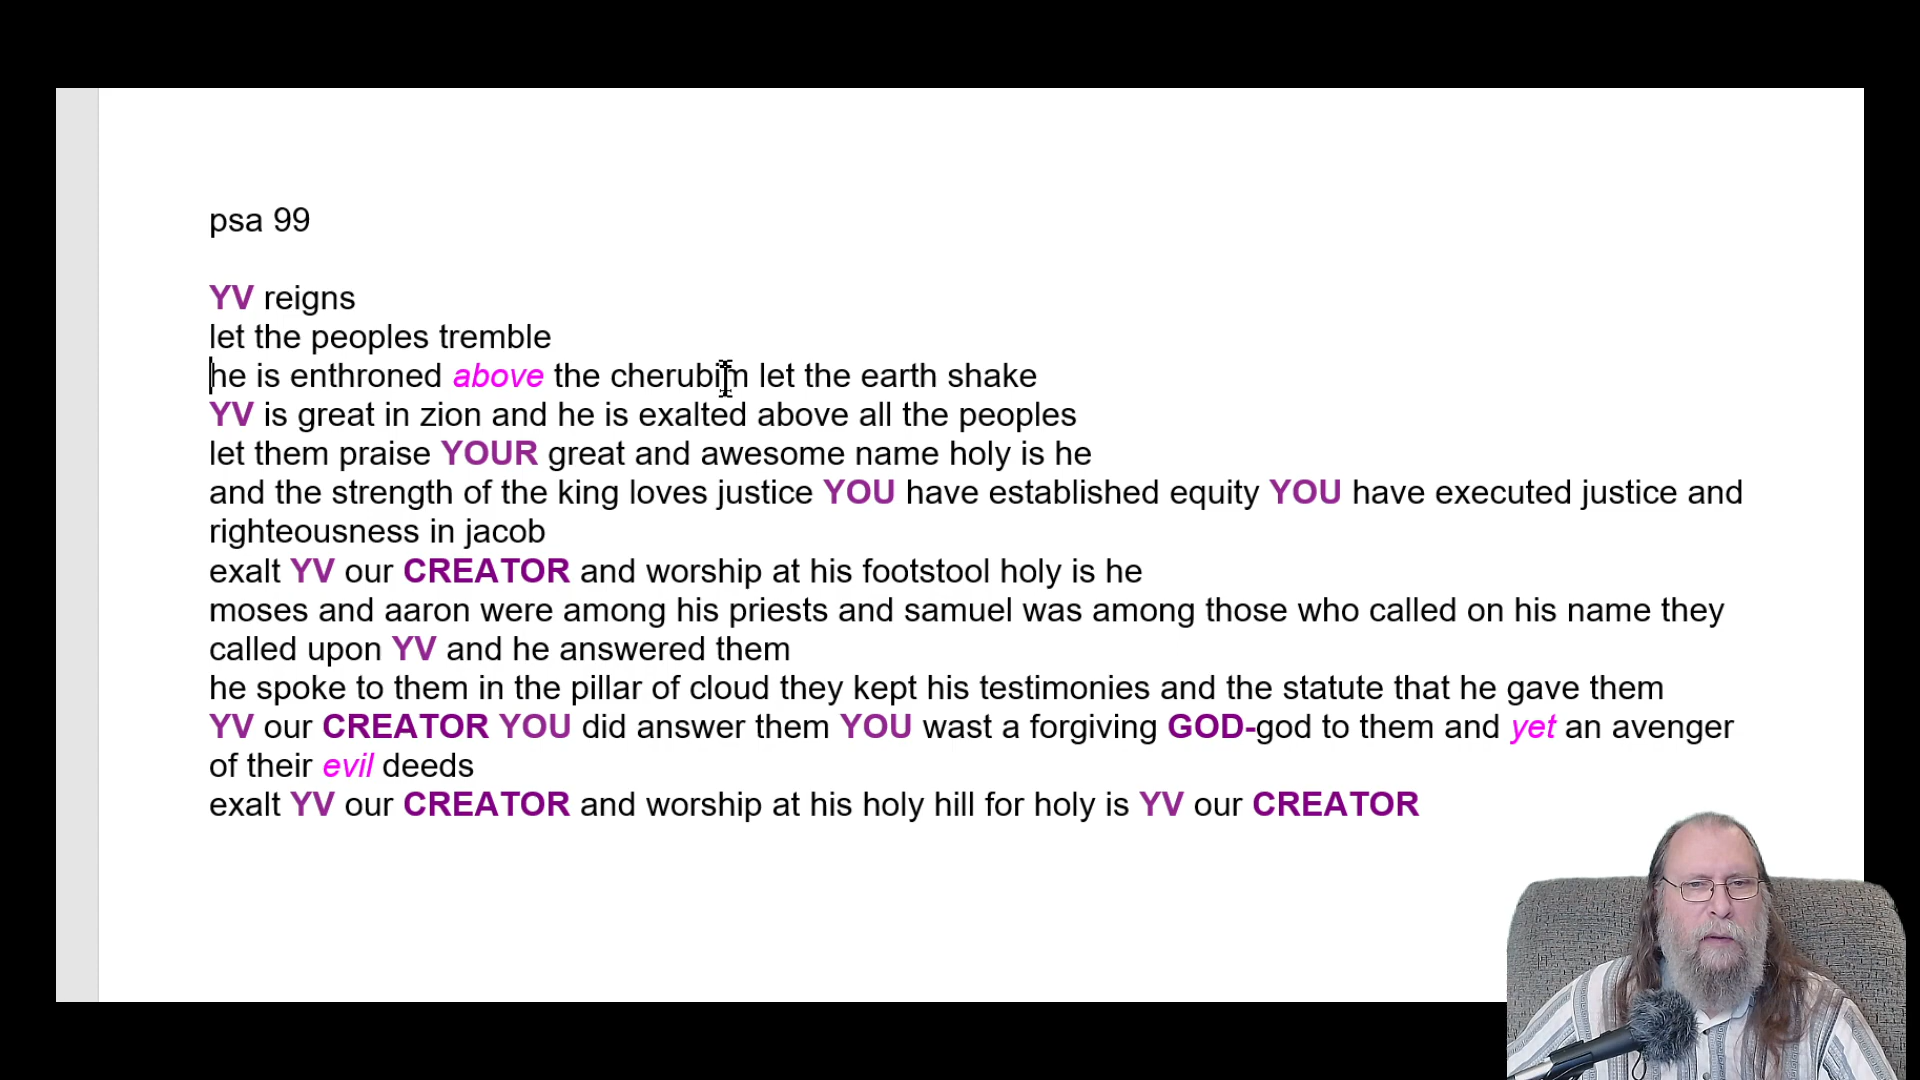 psa 99
YV reigns
let the peoples tremble
he is enthroned above the cherubim let the earth shake
YV is great in zion and he is exalted above all the peoples
let them praise YOUR great and awesome name holy is he
and the strength of the king loves justice YOU have established equity YOU have executed justice and
righteousness in jacob
exalt YV our CREATOR and worship at his footstool holy is he
moses and aaron were among his priests and samuel was among those who called on his name they
called upon YV and he answered them
he spoke to them in the pillar of cloud they kept his testimonies and the statute that he gave them
YV our CREATOR YOU did answer them YOU wast a forgiving GOD-god to them and yet an avenger
of their evil deeds
exalt YV our CREATOR and worship at his holy hill for holy is YV our CREATOR